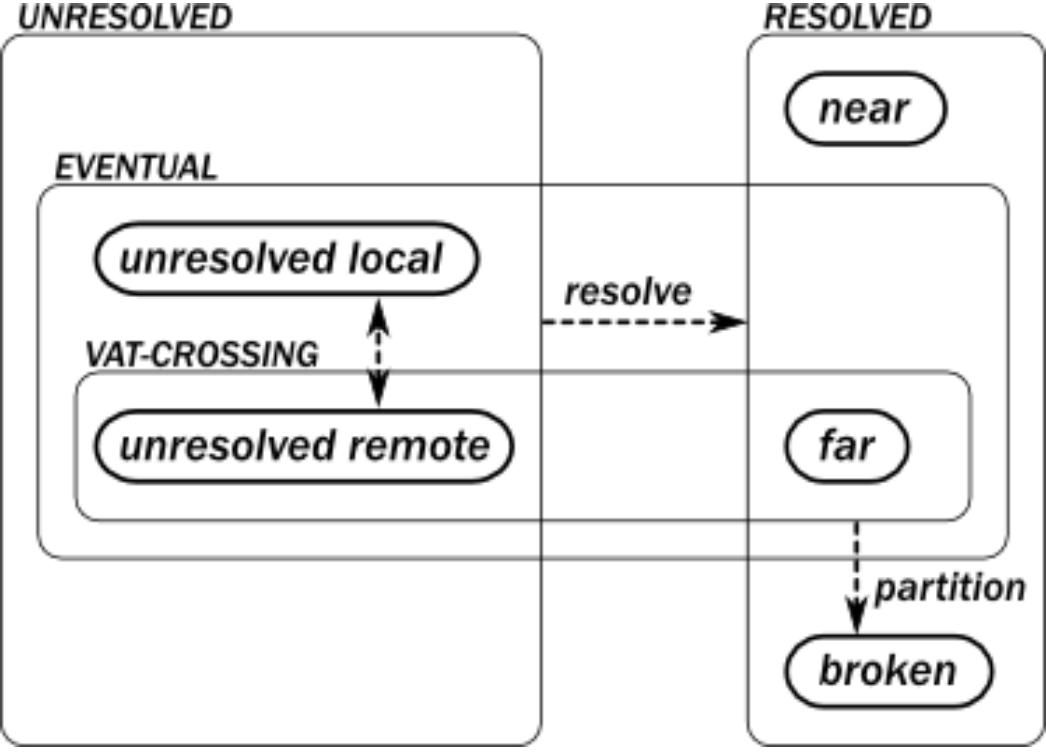 UNRESOLVED
RESOLVED
near
EVENTUAL
unresolved local
resolve
VAT-CROSSING
unresolved remote
far
partition
broken